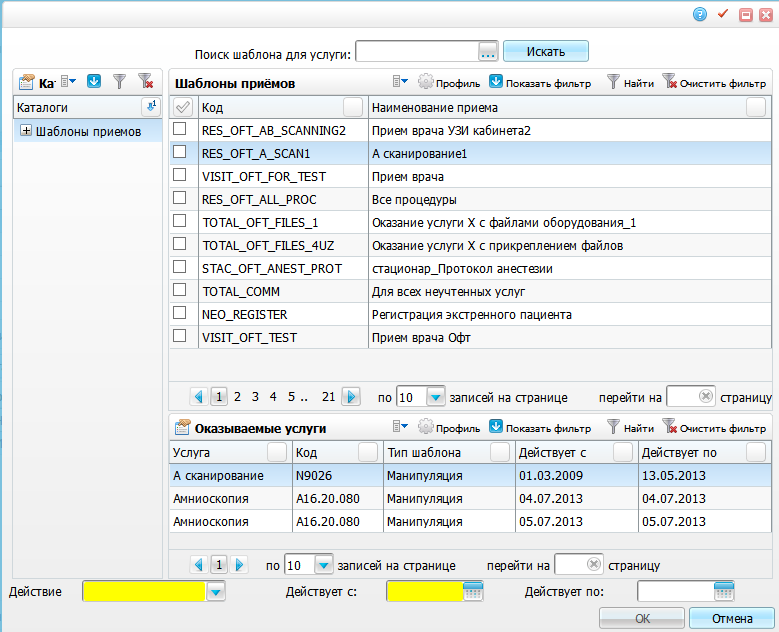 Поиск шаблона для услуги: ... Искать
Ка
Каталоги
Шаблоны приемов
Шаблоны приёмов Профиль Показать фильтр Найти Очистить фильтр
Код Наименование приема
RES_OFT_AB_SCANNING2 Прием врача УЗИ кабинета2
RES_OFT_A_SCAN1 А сканирование1
VISIT_OFT_FOR_TEST Прием врача
RES_OFT_ALL_PROC Все процедуры
TOTAL_OFT_FILES_1 Оказание услуги X с файлами оборудования_1
TOTAL_OFT_FILES_4UZ Оказание услуги X с прикреплением файлов
STAC_OFT_ANEST_PROT стационар_Протокол анестезии
TOTAL_COMM Для всех неучтенных услуг
NEO_REGISTER Регистрация экстренного пациента
VISIT_OFT_TEST Прием врача Офт
1 2 3 4 5 .. 21 по 10 записей на странице перейти на страницу
Оказываемые услуги Профиль Показать фильтр Найти Очистить фильтр
Услуга Код Тип шаблона Действует с Действует по
А сканирование N9026 Манипуляция 01.03.2009 13.05.2013
Амниоскопия A16.20.080 Манипуляция 04.07.2013 04.07.2013
Амниоскопия A16.20.080 Манипуляция 05.07.2013 05.07.2013
1 по 10 записей на странице перейти на страницу
Действие Действует с: Действует по:
ОК Отмена